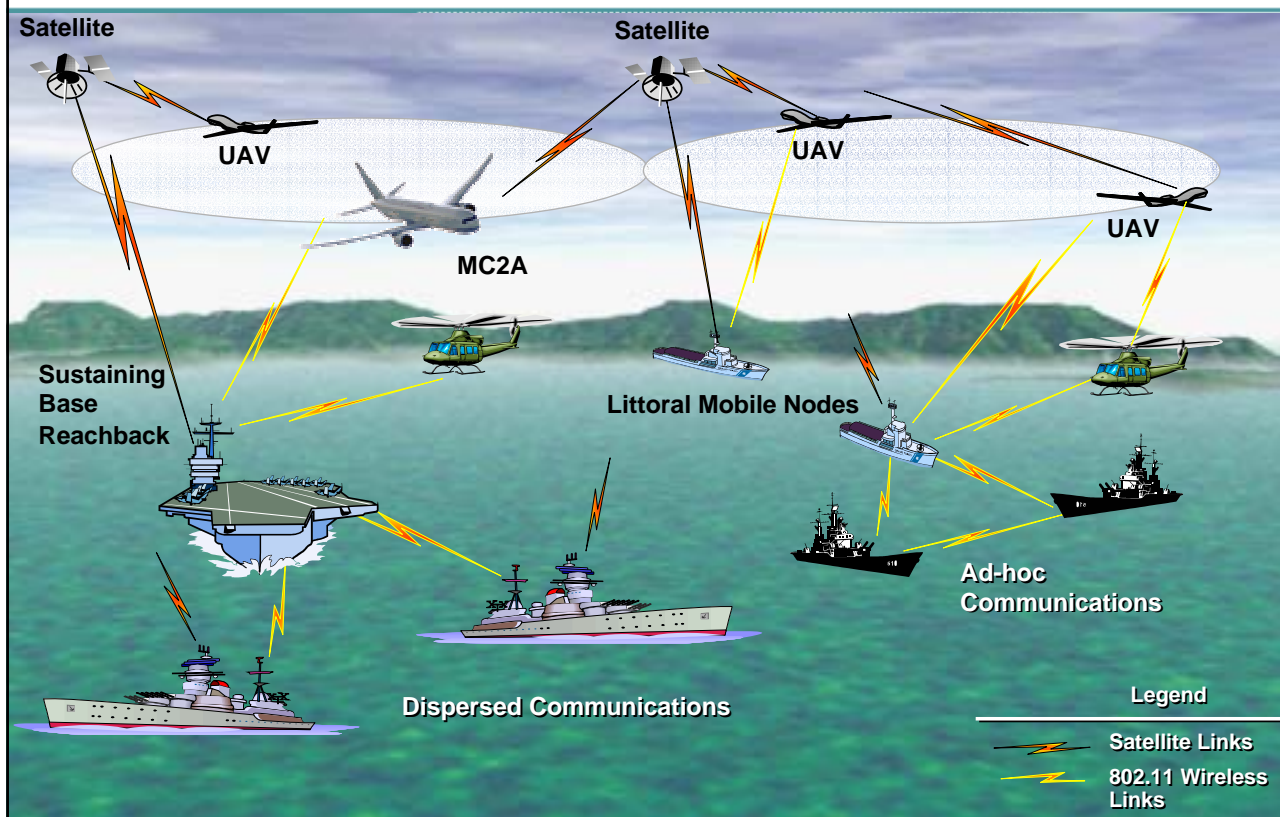 Satellite
Satellite
UAV
UAV
UAV
MC2A
Sustaining
Base
Reachback
Littoral Mobile Nodes
Ad-hoc
Communications
Dispersed Communications
Legend
Satellite Links
802.11 Wireless
Links